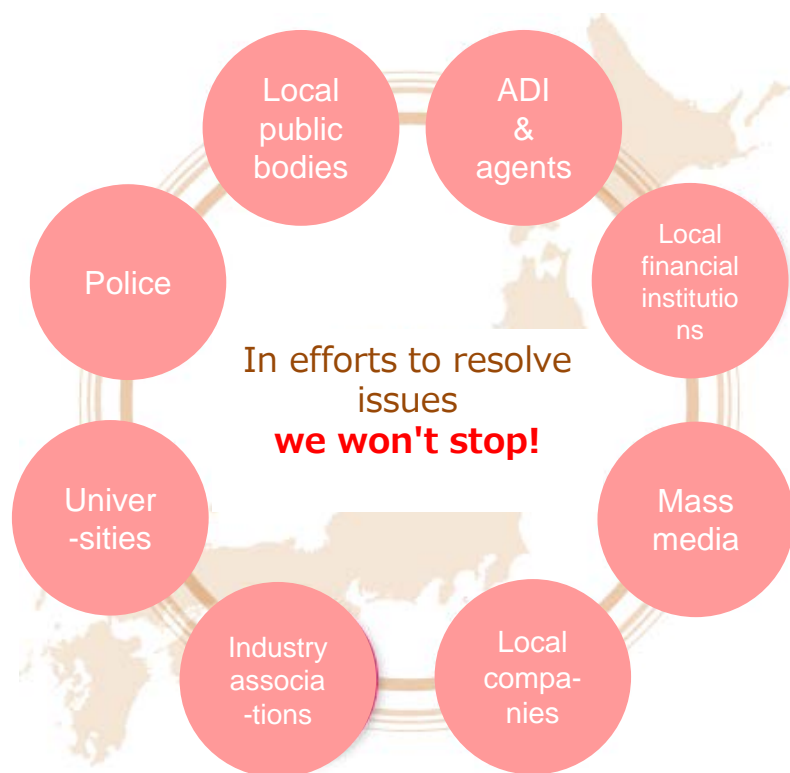 Local
public
bodies
ADI
&
agents
Local
financial
institutio
ns
Police
In efforts to resolve
issues
we won't stop!
Univer
-sities
Mass
media
Industry
associa
-tions
Local
compa-
nies